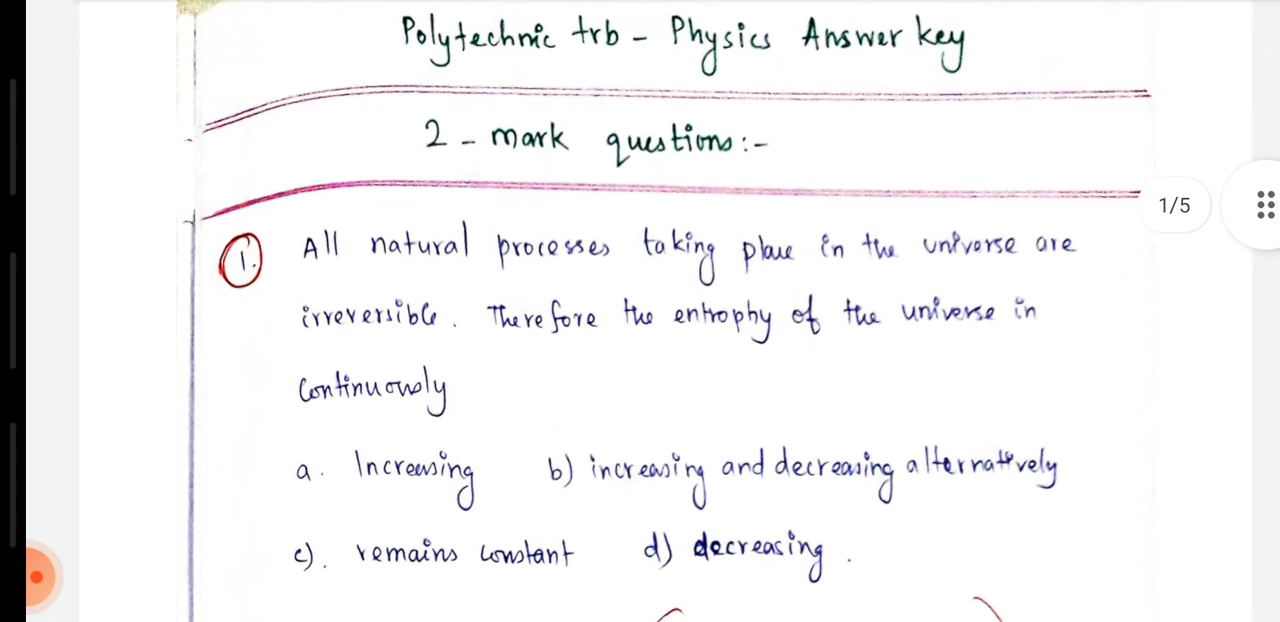 Polytechnic trb - Physics Answer key
2 - mark questions :-
1/5
1. All natural processes taking place in the universe are
irreversible. Therefore the entrophy of the universe in
Continuously
a. Increasing b) increasing and decreasing alternatively
c). remains constant d) decreasing.